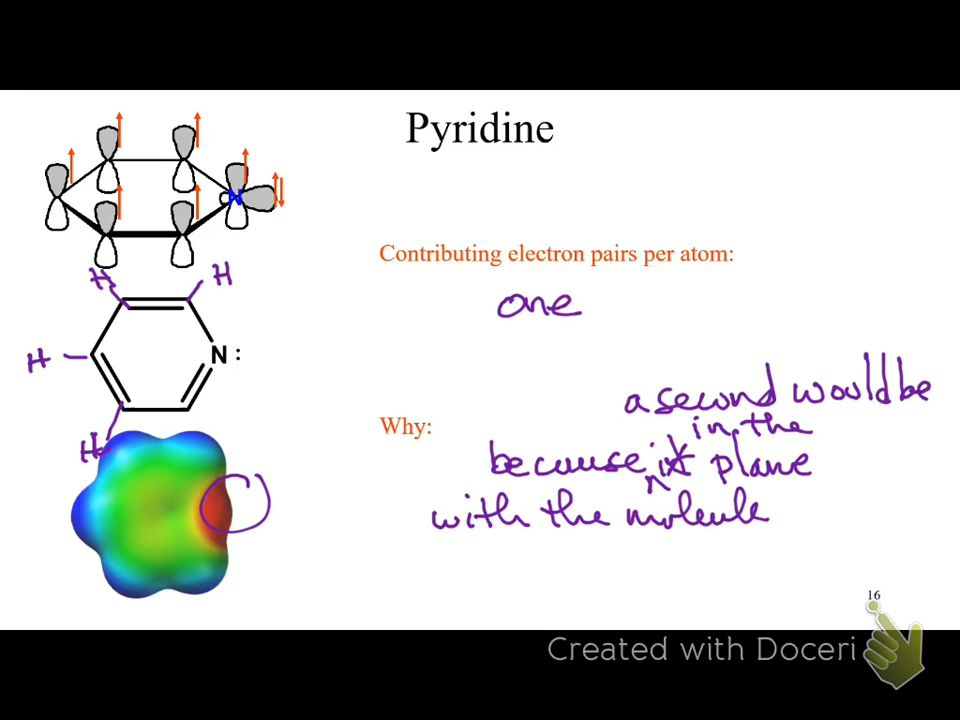 Pyridine
N
Contributing electron pairs per atom:
one
H
H
H
N:
H
Why:
a second would be
in the
because it plane
with the molecule
16
Created with Doceri